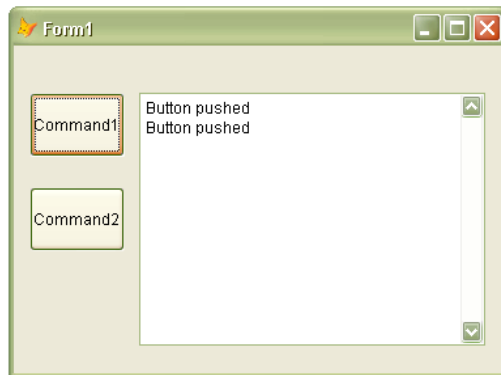 Form1
Command1
Button pushed
Button pushed
Command2